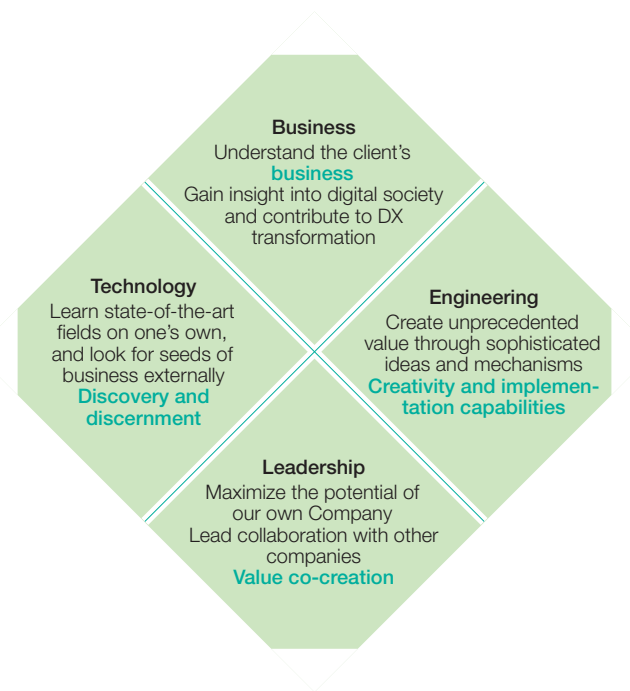 Business
Understand the client's
business
Gain insight into digital society
and contribute to DX
transformation
Technology
Learn state-of-the-art
fields on one's own,
and look for seeds of
business externally
Discovery and
discernment
Engineering
Create unprecedented
value through sophisticated
ideas and mechanisms
Creativity and implemen-
tation capabilities
Leadership
Maximize the potential of
our own Company
Lead collaboration with other
companies
Value co-creation